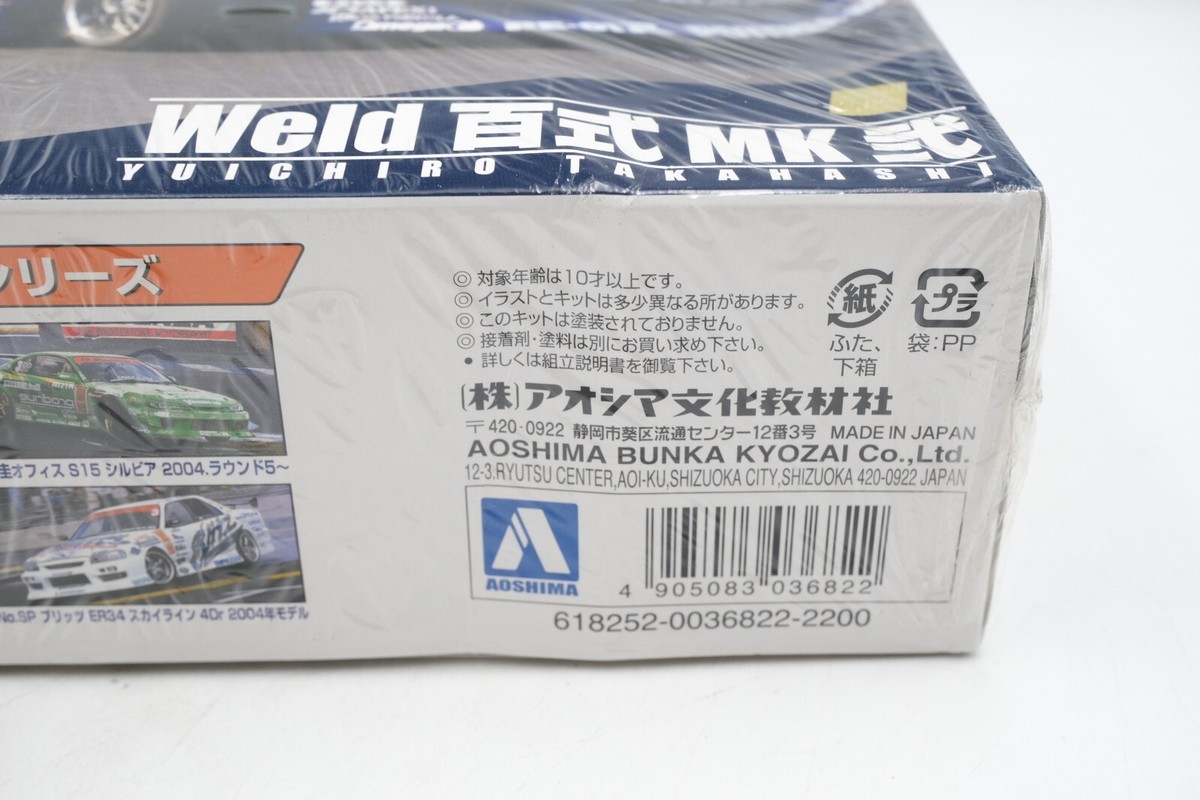 Weld 百式 MK 弐
YUICHIRO TAKAHASHI
シリーズ
圭オフィス S15 シルビア 2004.ラウンド5〜
No.SP ブリッツ ER34 スカイライン 4Dr 2004年モデル
◎ 対象年齢は10才以上です。
◎ イラストとキットは多少異なる所があります。
◎ このキットは塗装されておりません。
◎ 接着剤・塗料は別にお買い求め下さい。
● 詳しくは組立説明書を御覧下さい。
紙
ふた、
下箱
プラ
袋:PP
(株)アオシマ文化教材社
〒420-0922 静岡市葵区流通センター12番3号 MADE IN JAPAN
AOSHIMA BUNKA KYOZAI Co.,Ltd.
12-3.RYUTSU CENTER,AOI-KU,SHIZUOKA CITY,SHIZUOKA 420-0922 JAPAN
AOSHIMA
4 905083 036822
618252-0036822-2200